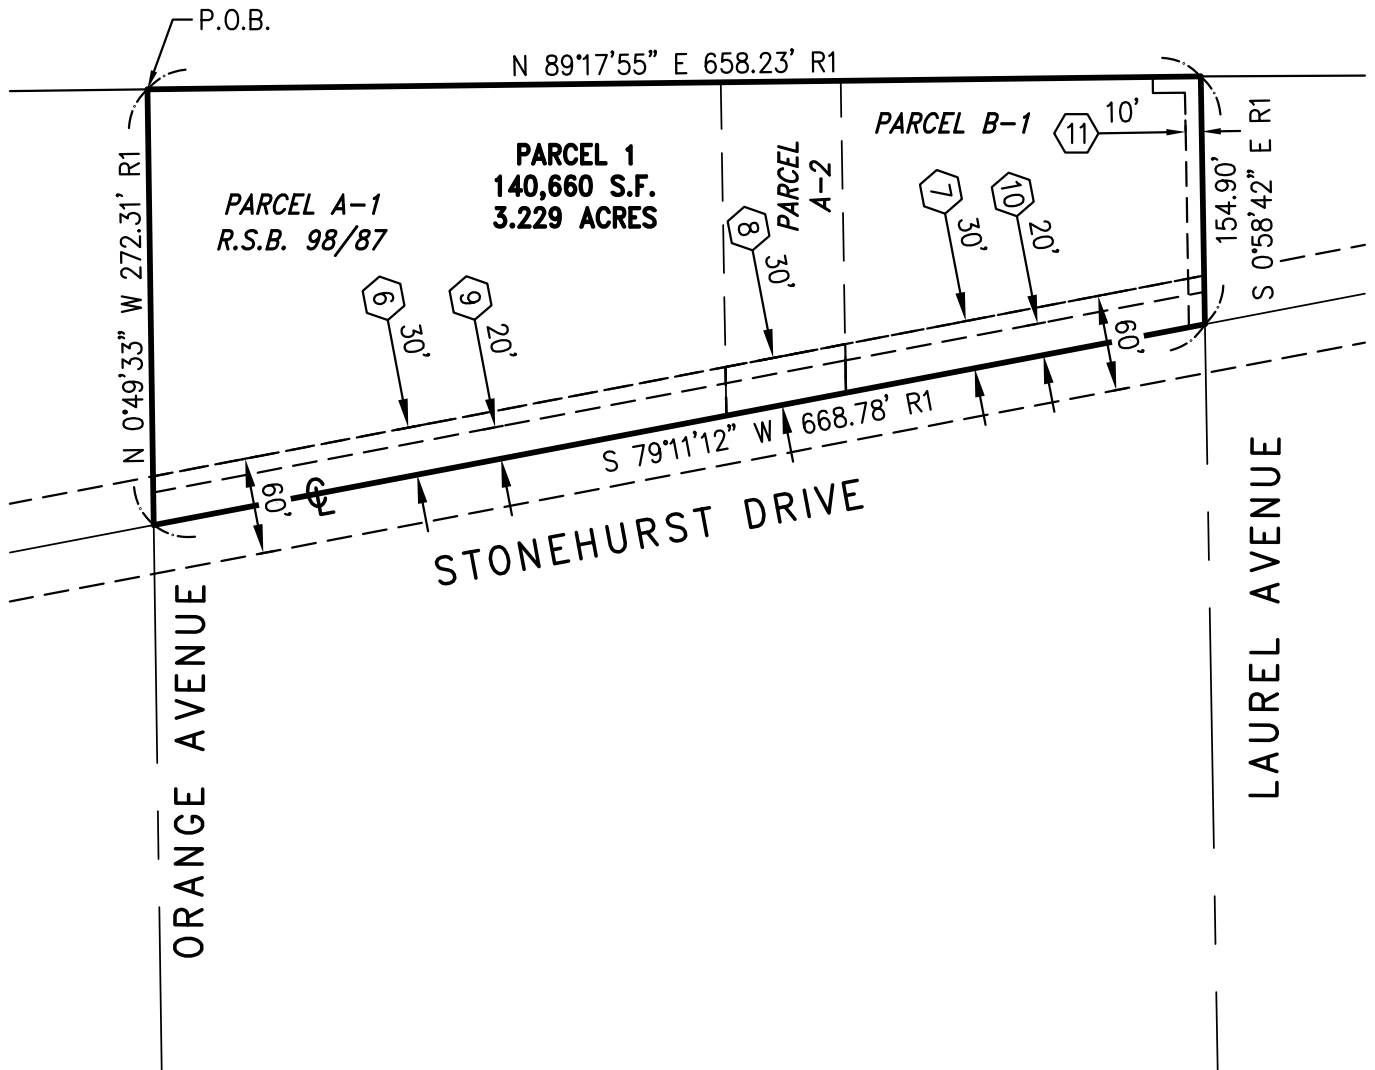 P.O.B.
N 89°17'55" E 658.23' R1
PARCEL B-1
11
10'
PARCEL 1
140,660 S.F.
3.229 ACRES
PARCEL
A-2
PARCEL A-1
R.S.B. 98/87
N 0°49'33" W 272.31' R1
154.90'
S 0°58'42" E R1
7
30'
10
20'
8
30'
6
30'
9
20'
60'
60'
℄
S 79°11'12" W 668.78' R1
STONEHURST DRIVE
ORANGE AVENUE
LAUREL AVENUE